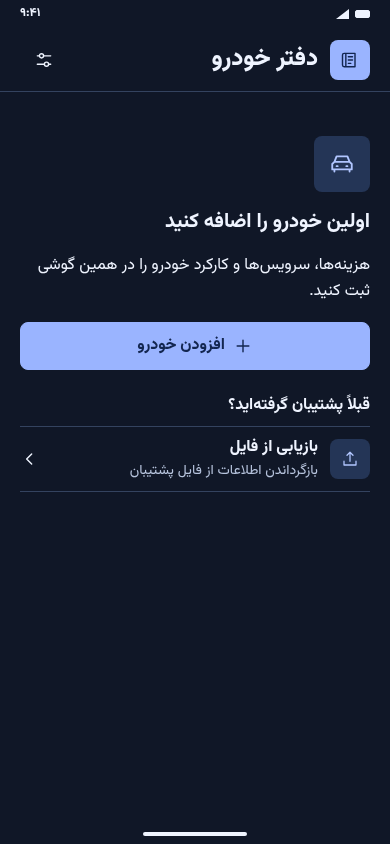 ۹:۴۱
دفتر خودرو
اولین خودرو را اضافه کنید
هزینه‌ها، سرویس‌ها و کارکرد خودرو را در همین گوشی
ثبت کنید.
افزودن خودرو
قبلاً پشتیبان گرفته‌اید؟
بازیابی از فایل
بازگرداندن اطلاعات از فایل پشتیبان